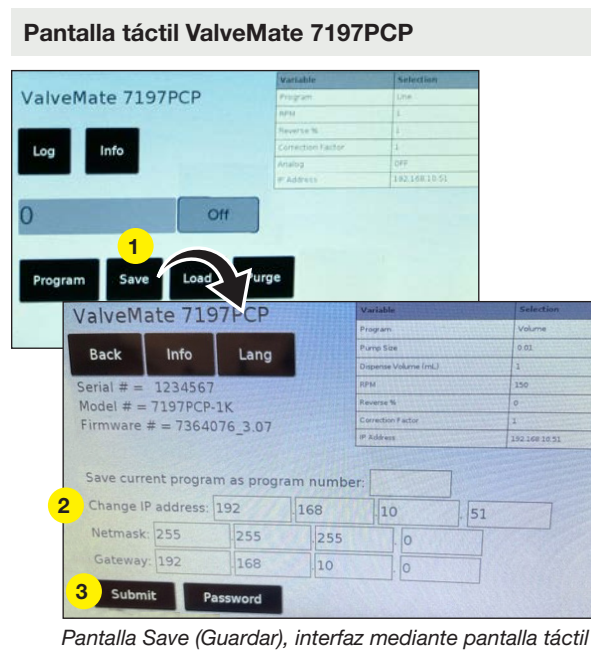 Pantalla táctil ValveMate 7197PCP
ValveMate 7197PCP
Variable Selection
Program Line
RPM 1
Reverse % 1
Correction Factor 1
Analog OFF
IP Address 192.168.10.51
Log Info
0 Off
1
Program Save Load Purge
ValveMate 7197PCP
Variable Selection
Program Volume
Pump Size 0.01
Dispense Volume (mL) 1
RPM 150
Reverse % 0
Correction Factor 1
IP Address 192.168.10.51
Back Info Lang
Serial # = 1234567
Model # = 7197PCP-1K
Firmware # = 7364076_3.07
Save current program as program number:
2 Change IP address: 192 . 168 . 10 . 51
Netmask: 255 . 255 . 255 . 0
Gateway: 192 . 168 . 10 . 0
3 Submit Password
Pantalla Save (Guardar), interfaz mediante pantalla táctil